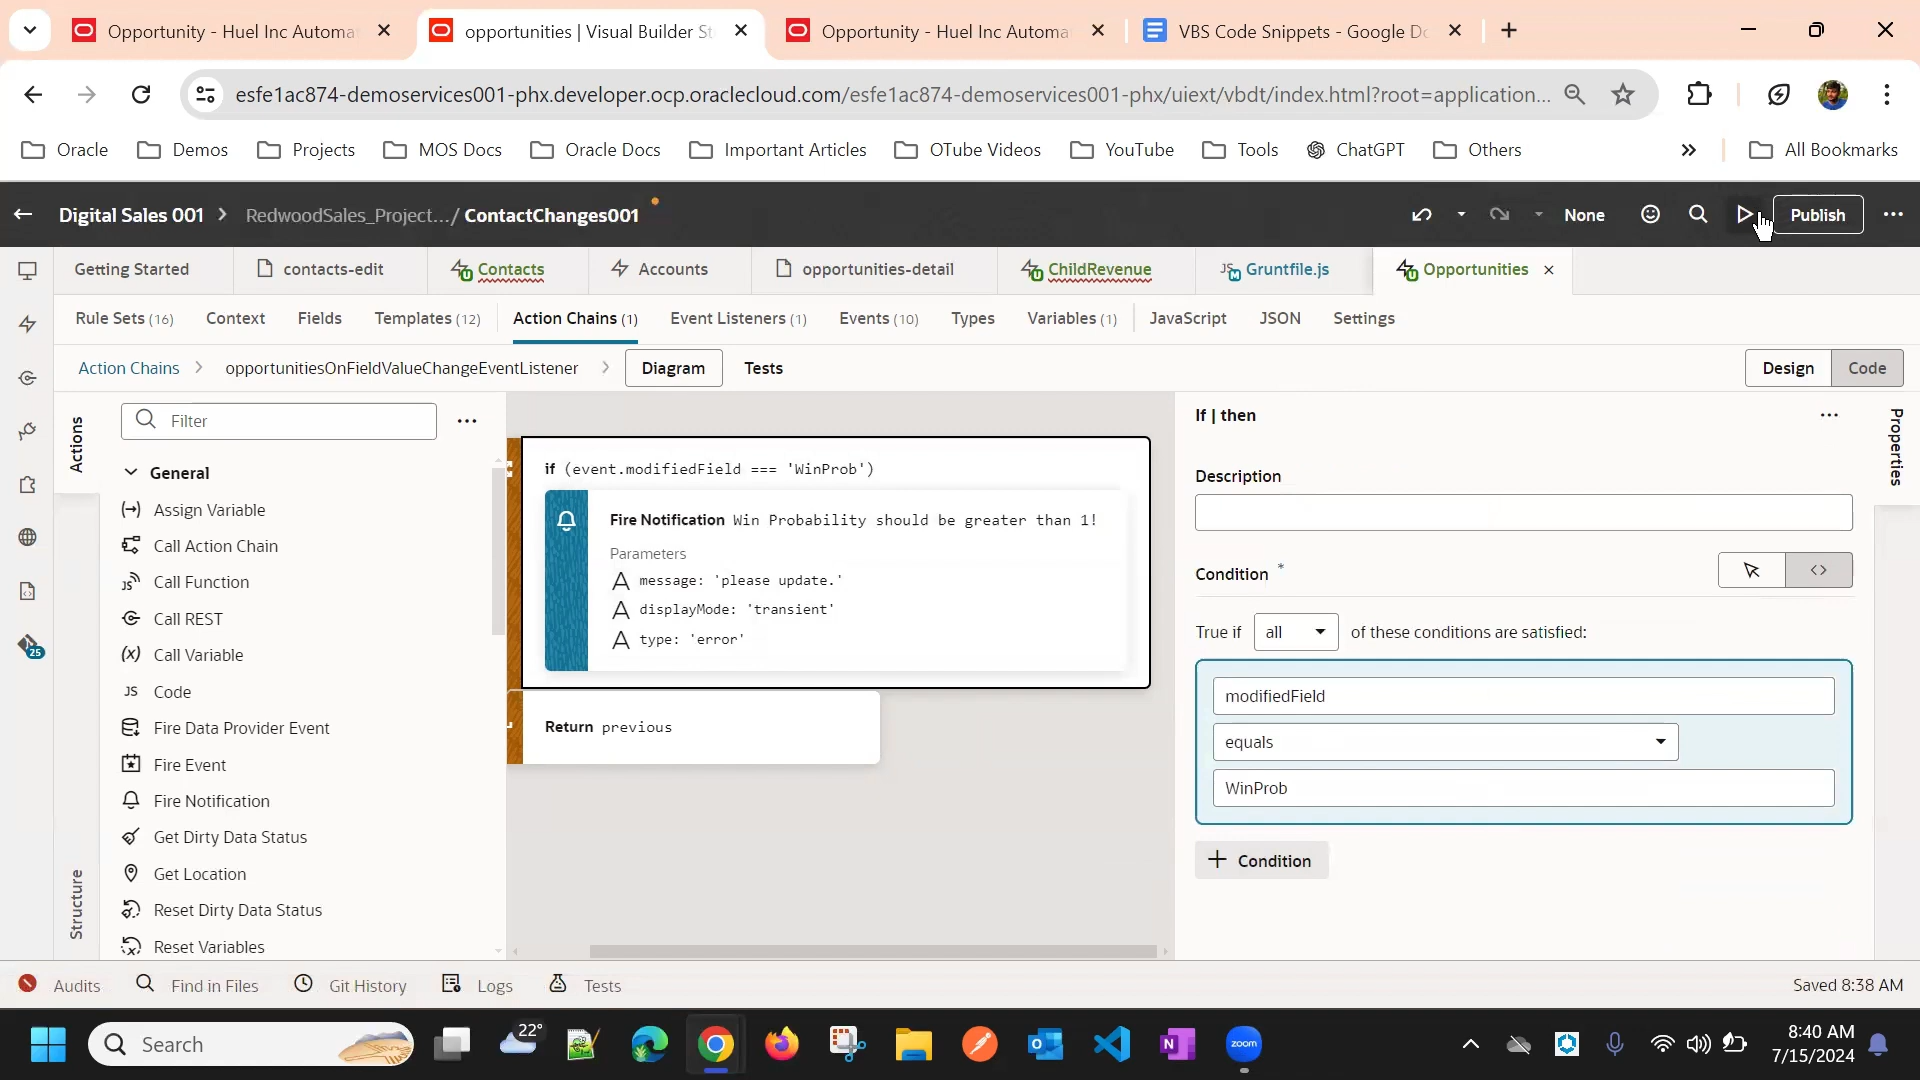 Opportunity - Huel Inc Automa
opportunities | Visual Builder St
Opportunity - Huel Inc Automa
VBS Code Snippets - Google Do
esfe1ac874-demoservices001-phx.developer.ocp.oraclecloud.com/esfe1ac874-demoservices001-phx/uiext/vbdt/index.html?root=application...
Oracle
Demos
Projects
MOS Docs
Oracle Docs
Important Articles
OTube Videos
YouTube
Tools
ChatGPT
Others
All Bookmarks
Digital Sales 001
RedwoodSales_Project.../ ContactChanges001
None
Publish
Getting Started
contacts-edit
Contacts
Accounts
opportunities-detail
ChildRevenue
Gruntfile.js
Opportunities
Rule Sets (16)
Context
Fields
Templates (12)
Action Chains (1)
Event Listeners (1)
Events (10)
Types
Variables (1)
JavaScript
JSON
Settings
Action Chains
opportunitiesOnFieldValueChangeEventListener
Diagram
Tests
Design
Code
Actions
Structure
Filter
General
Assign Variable
Call Action Chain
Call Function
Call REST
Call Variable
JS Code
Fire Data Provider Event
Fire Event
Fire Notification
Get Dirty Data Status
Get Location
Reset Dirty Data Status
Reset Variables
25
if (event.modifiedField === 'WinProb')
Fire Notification Win Probability should be greater than 1!
Parameters
A message: 'please update.'
A displayMode: 'transient'
A type: 'error'
Return previous
If | then
Properties
Description
Condition *
True if all of these conditions are satisfied:
modifiedField
equals
WinProb
+ Condition
Audits
Find in Files
Git History
Logs
Tests
Saved 8:38 AM
Search
22°
zoom
8:40 AM
7/15/2024